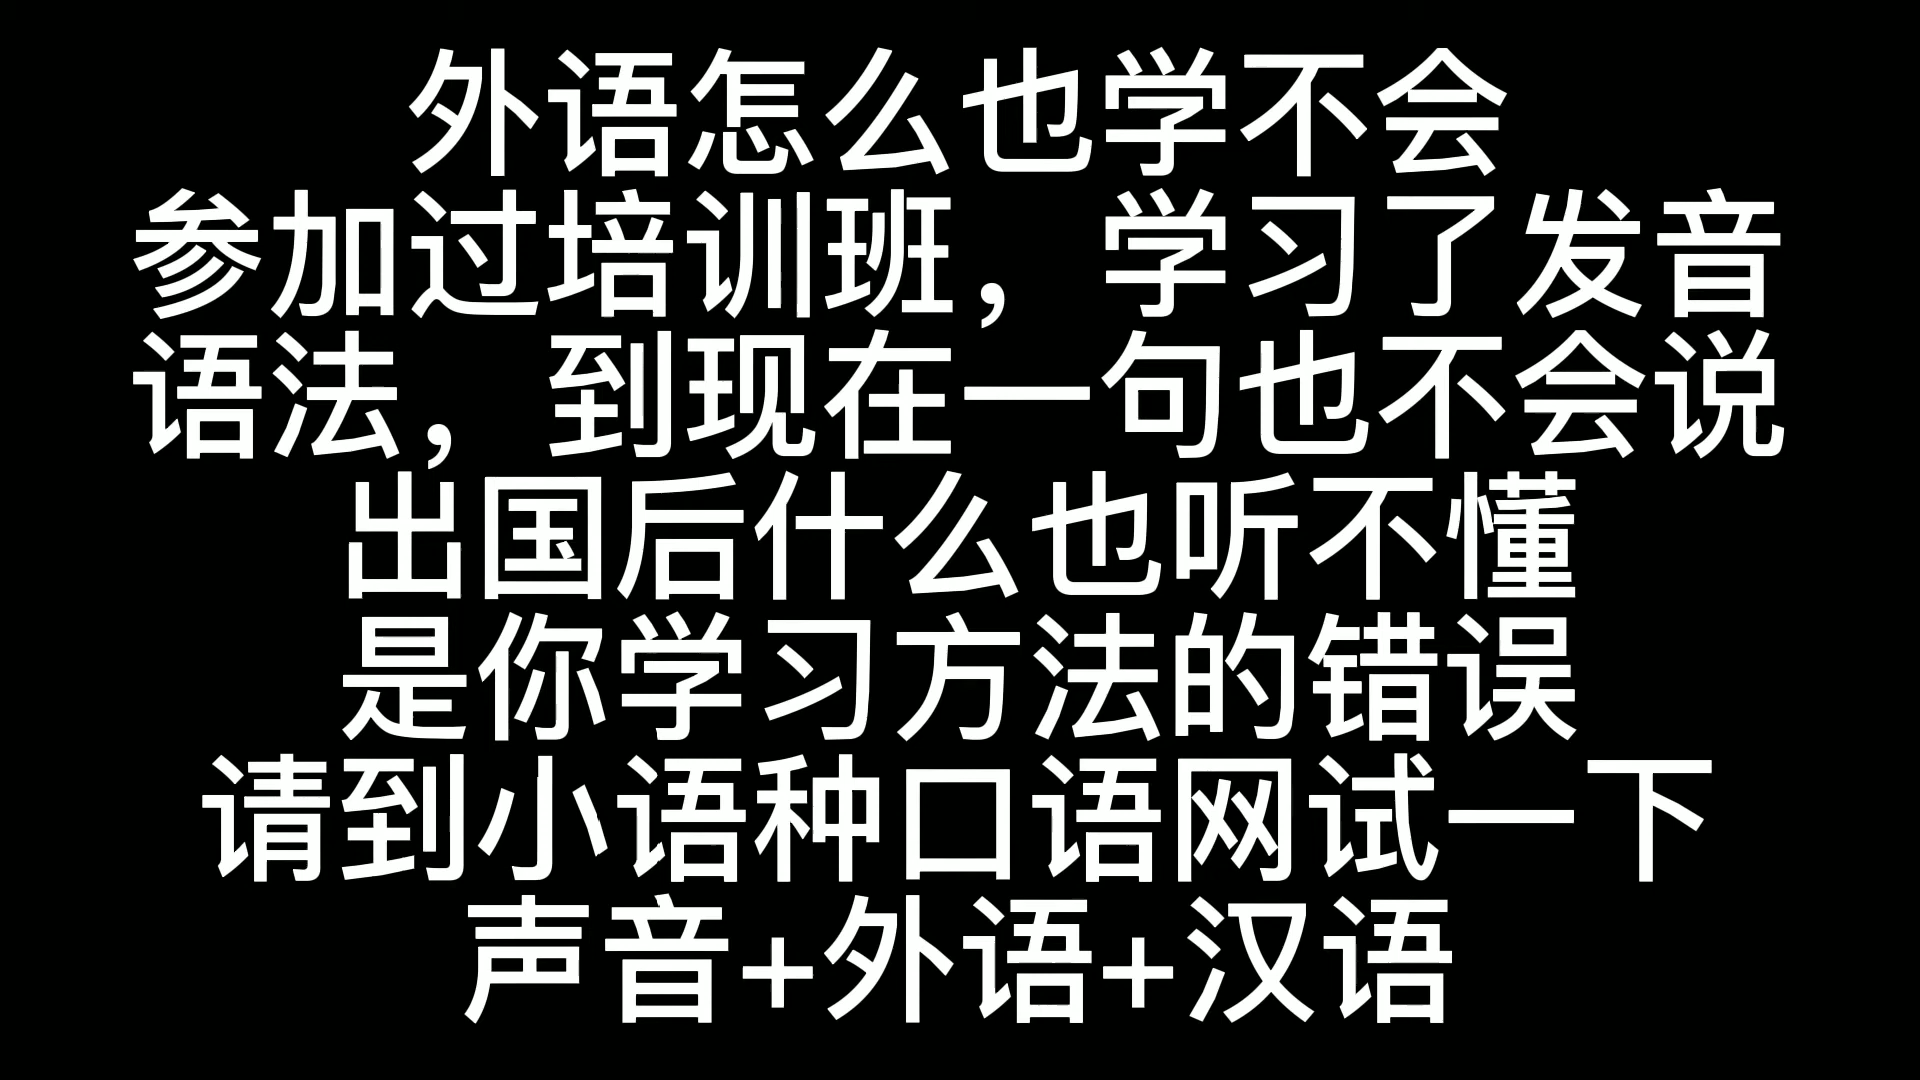 外语怎么也学不会
参加过培训班，学习了发音
语法，到现在一句也不会说
出国后什么也听不懂
是你学习方法的错误
请到小语种口语网试一下
声音+外语+汉语